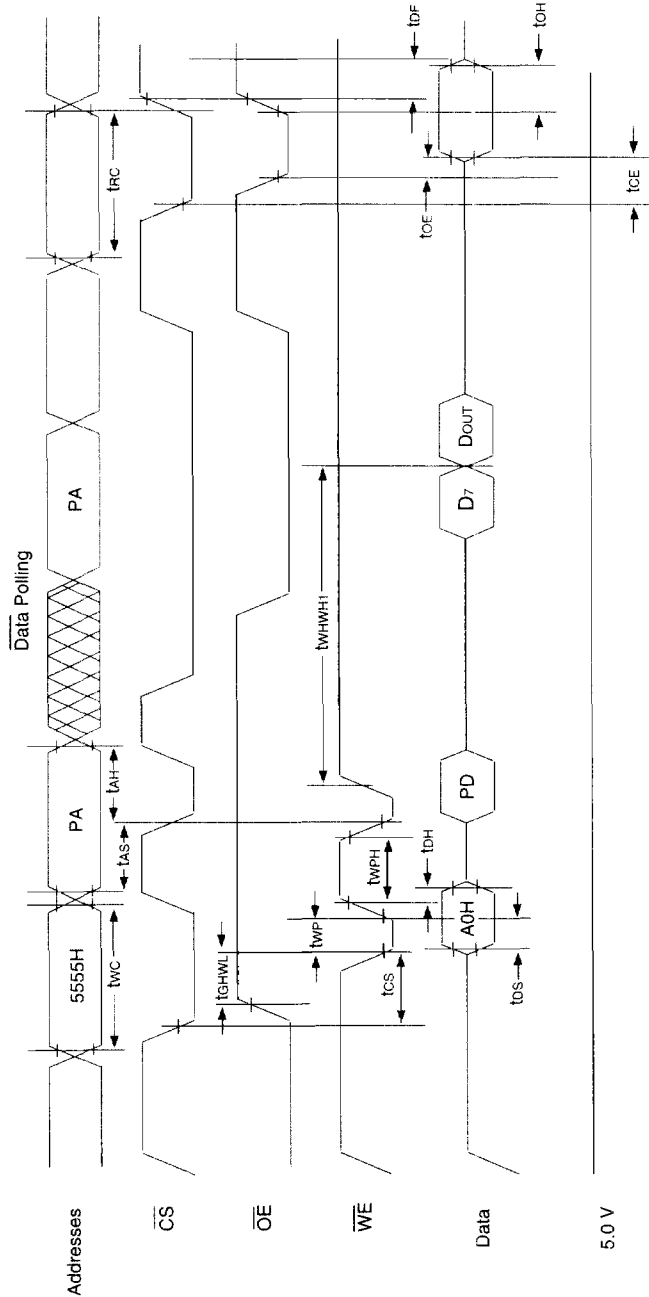 Data Polling
Addresses
5555H
PA
PA
tWC
tAS
tAH
tRC
CS
OE
tGHWL
WE
tCS
tWP
tWPH
tWHWH1
Data
A0H
PD
D7
DOUT
tDS
tDH
tOE
tDF
tOH
tCE
5.0 V